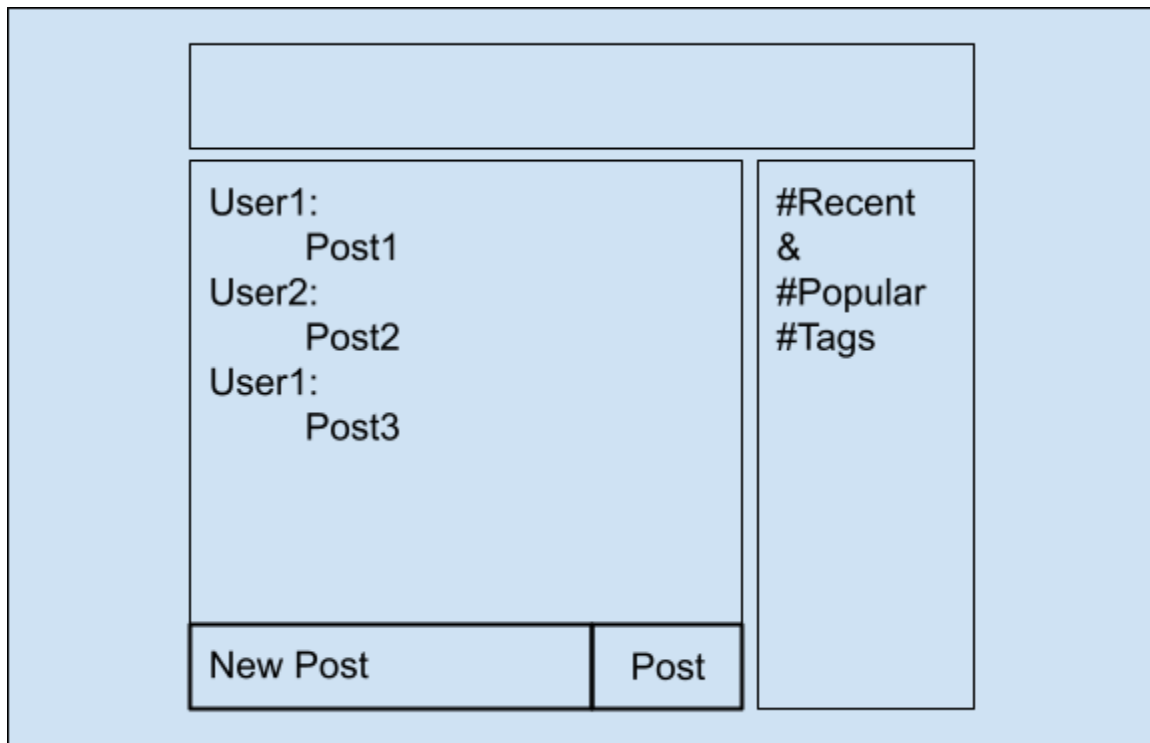 User1:
Post1
User2:
Post2
User1:
Post3
New Post
Post
#Recent
&
#Popular
#Tags